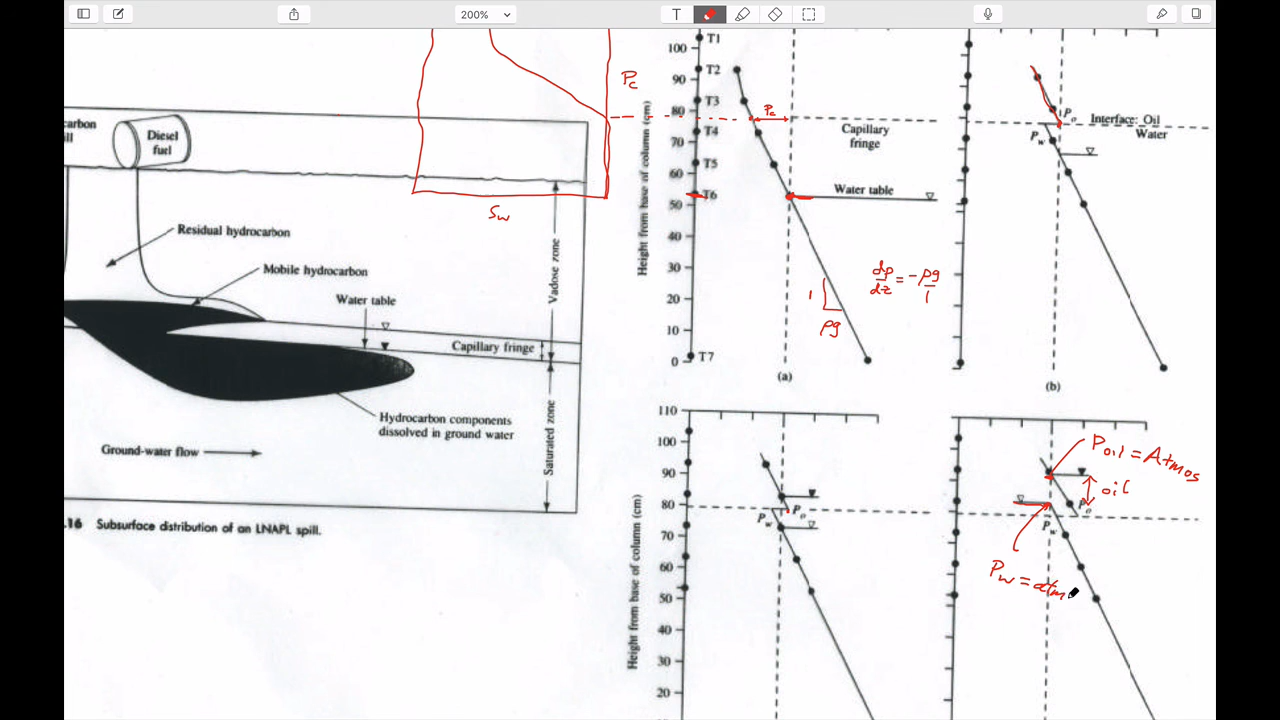 200%
T
carbon
ill
Diesel
fuel
Residual hydrocarbon
Mobile hydrocarbon
Water table
Capillary fringe
Vadose zone
Saturated zone
Hydrocarbon components
dissolved in ground water
Ground-water flow
.16 Subsurface distribution of an LNAPL spill.
Pc
Sw
Height from base of column (cm)
100
90
80
70
60
50
40
30
20
10
0
T1
T2
T3
T4
T5
T6
T7
Pc
Capillary
fringe
Water table
dp/dz = -ρg/1
1
ρg
(a)
Po
Interface: Oil
Water
Pw
(b)
Height from base of column (cm)
110
100
90
80
70
60
50
40
30
20
Pw
Po
Poil = Atmos
oil
Po
Pw
Pw = atm